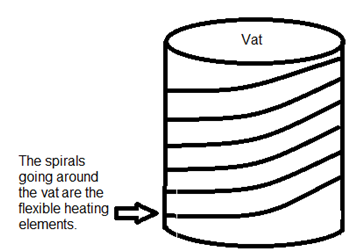 Vat
The spirals
going around
the vat are the
flexible heating
elements.